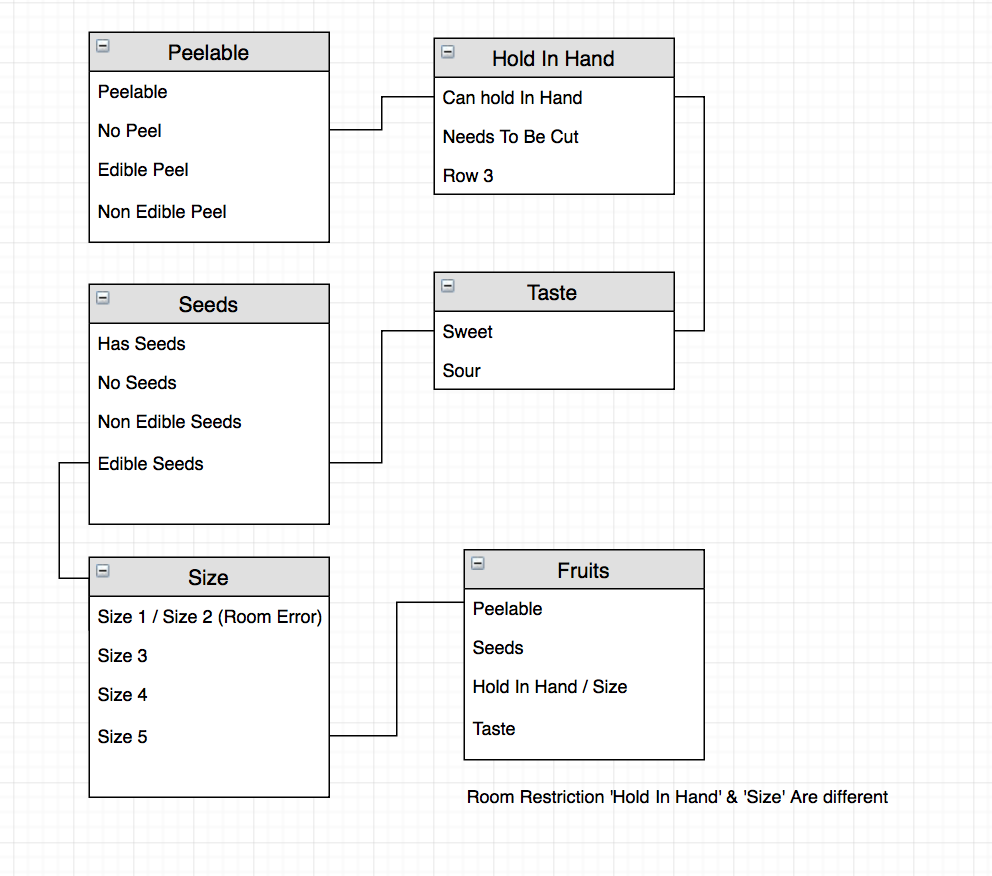 Peelable
Peelable
No Peel
Edible Peel
Non Edible Peel
Hold In Hand
Can hold In Hand
Needs To Be Cut
Row 3
Seeds
Has Seeds
No Seeds
Non Edible Seeds
Edible Seeds
Taste
Sweet
Sour
Size
Size 1 / Size 2 (Room Error)
Size 3
Size 4
Size 5
Fruits
Peelable
Seeds
Hold In Hand / Size
Taste
Room Restriction 'Hold In Hand' & 'Size' Are different